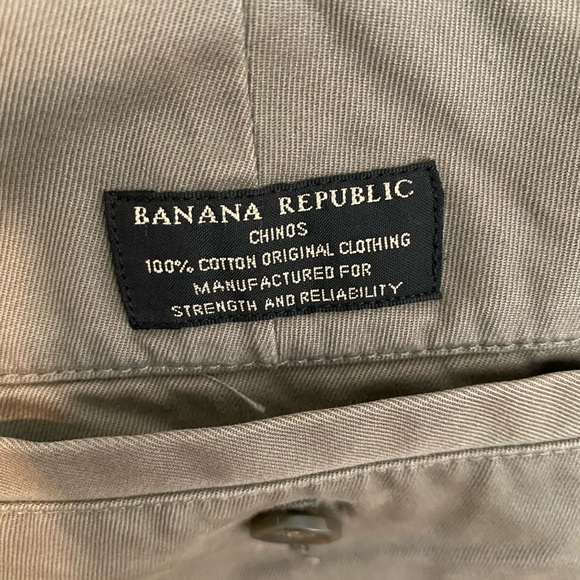 BANANA REPUBLIC
CHINOS
100% COTTON ORIGINAL CLOTHING
MANUFACTURED FOR
STRENGTH AND RELIABILITY